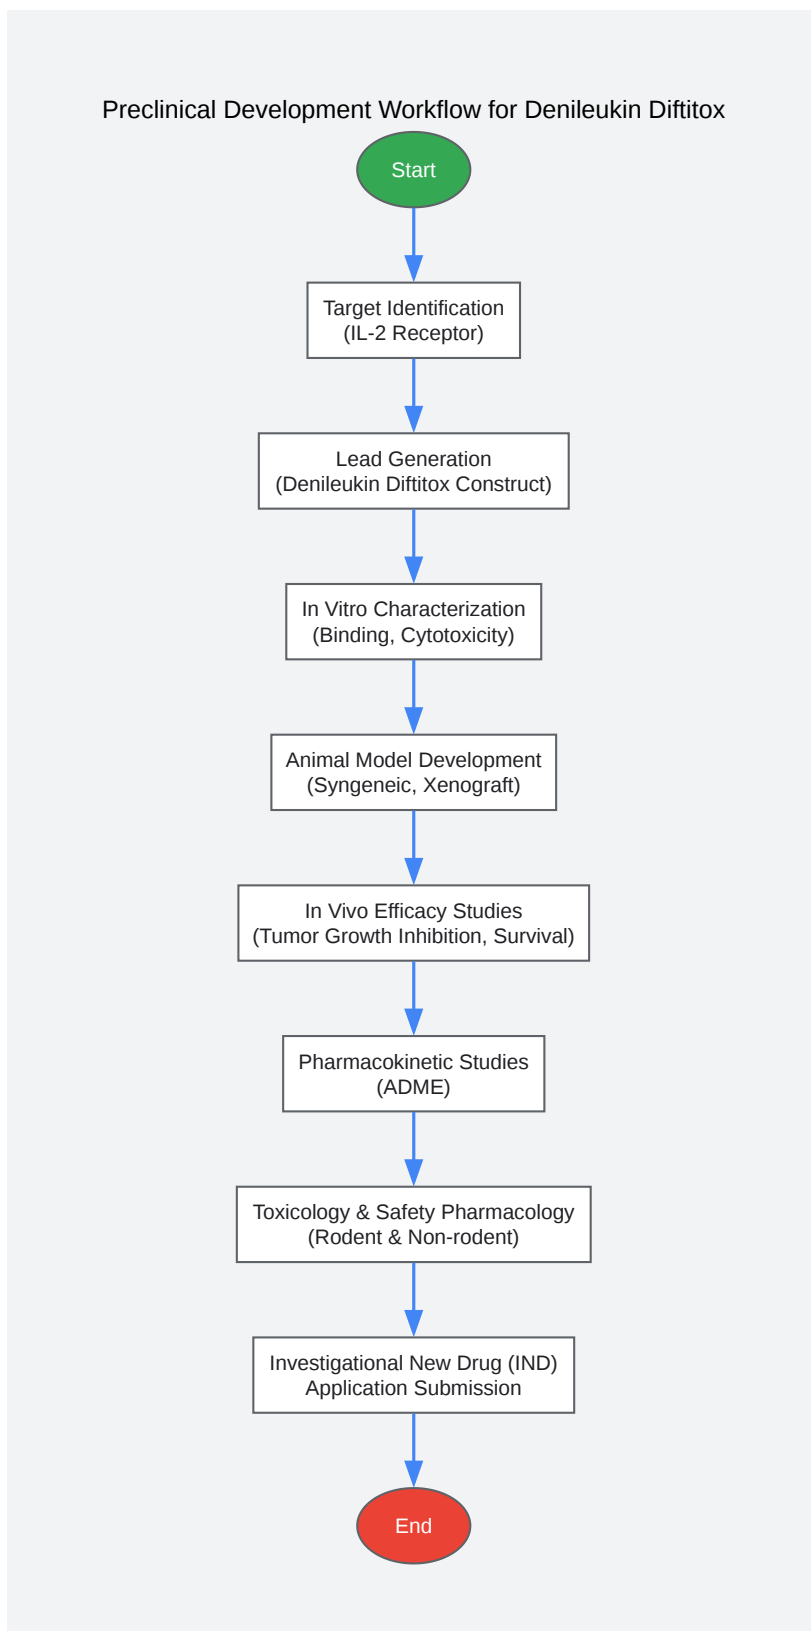 Preclinical Development Workflow for Denileukin Diftitox
Start
Target Identification
(IL-2 Receptor)
Lead Generation
(Denileukin Diftitox Construct)
In Vitro Characterization
(Binding, Cytotoxicity)
Animal Model Development
(Syngeneic, Xenograft)
In Vivo Efficacy Studies
(Tumor Growth Inhibition, Survival)
Pharmacokinetic Studies
(ADME)
Toxicology & Safety Pharmacology
(Rodent & Non-rodent)
Investigational New Drug (IND)
Application Submission
End